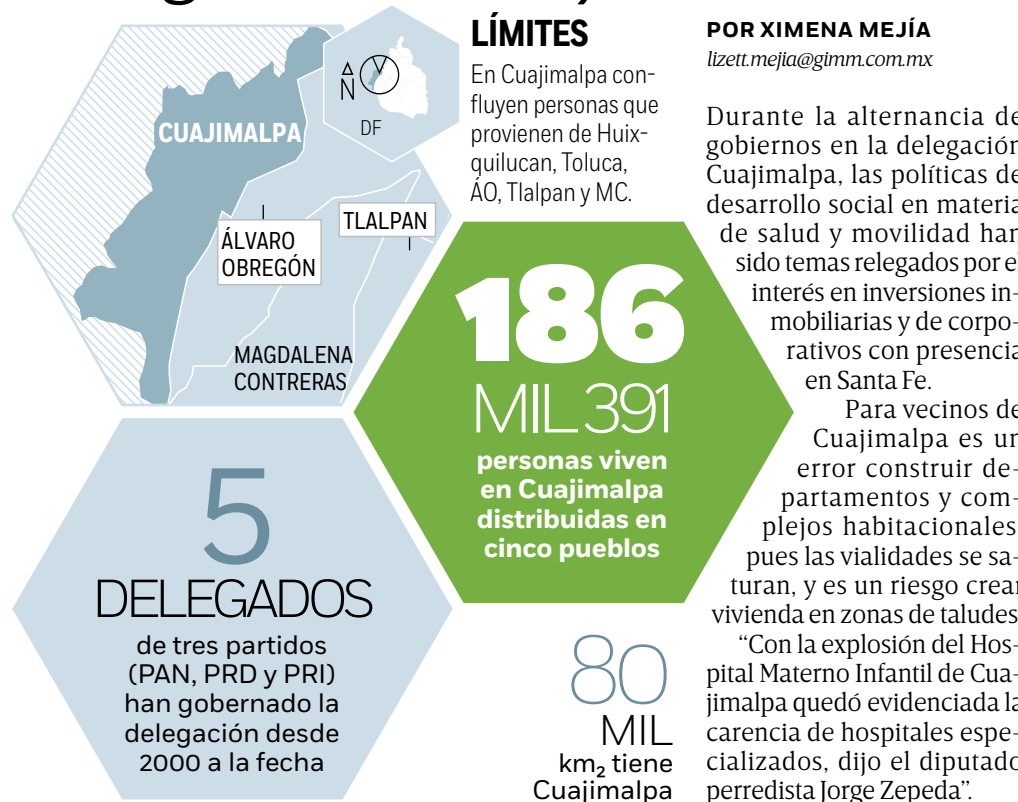 CUAJIMALPA
N
DF
ÁLVARO
OBREGÓN
TLALPAN
MAGDALENA
CONTRERAS
LÍMITES
En Cuajimalpa con-
fluyen personas que
provienen de Huix-
quilucan, Toluca,
ÁO, Tlalpan y MC.
186
MIL 391
personas viven
en Cuajimalpa
distribuidas en
cinco pueblos
5
DELEGADOS
de tres partidos
(PAN, PRD y PRI)
han gobernado la
delegación desde
2000 a la fecha
80
MIL
km₂ tiene
Cuajimalpa
POR XIMENA MEJÍA
lizett.mejia@gimm.com.mx
Durante la alternancia de
gobiernos en la delegación
Cuajimalpa, las políticas de
desarrollo social en materia
de salud y movilidad han
sido temas relegados por el
interés en inversiones in-
mobiliarias y de corpo-
rativos con presencia
en Santa Fe.
Para vecinos de
Cuajimalpa es un
error construir de-
partamentos y com-
plejos habitacionales
pues las vialidades se sa-
turan, y es un riesgo crear
vivienda en zonas de taludes
“Con la explosión del Hos-
pital Materno Infantil de Cua-
jimalpa quedó evidenciada la
carencia de hospitales espe-
cializados, dijo el diputado
perredista Jorge Zepeda”.